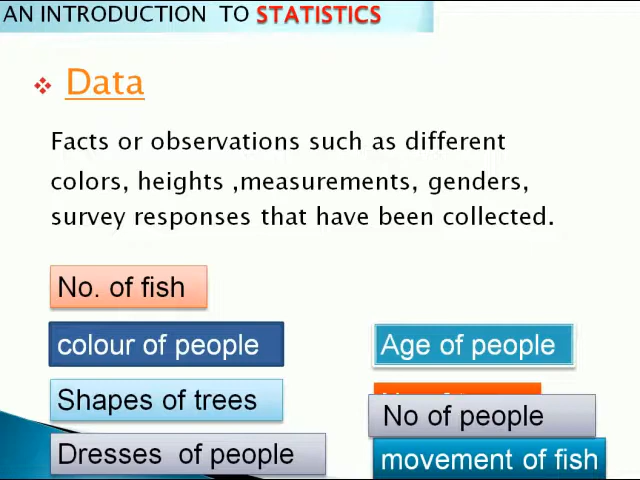 AN INTRODUCTION TO STATISTICS
Data
Facts or observations such as different
colors, heights ,measurements, genders,
survey responses that have been collected.
No. of fish
colour of people
Age of people
Shapes of trees
No of people
Dresses of people
movement of fish